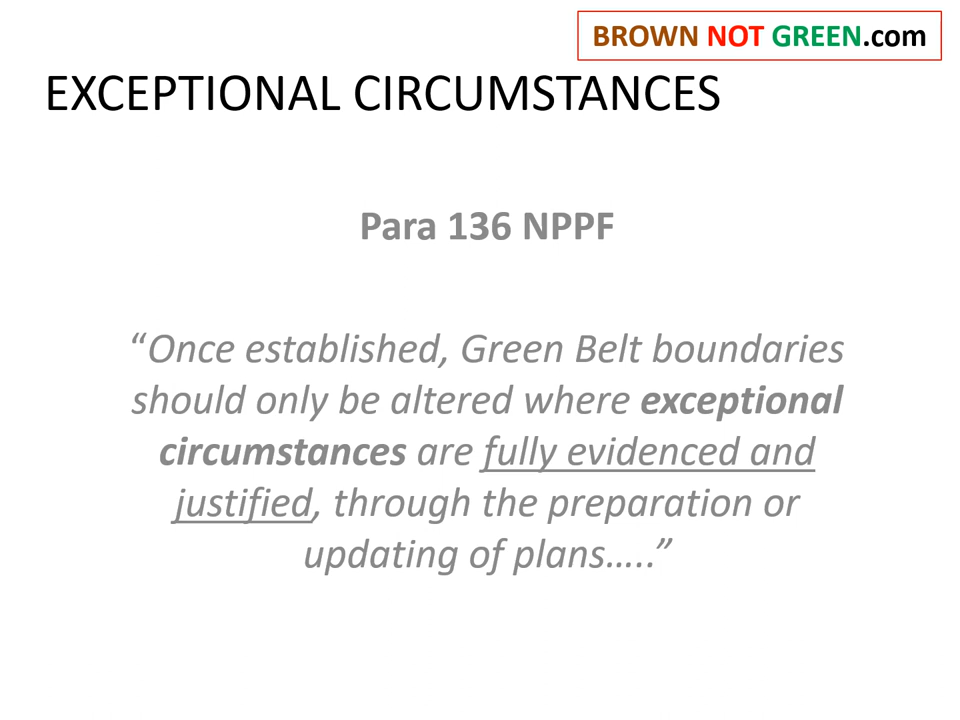 BROWN NOT GREEN.com
EXCEPTIONAL CIRCUMSTANCES
Para 136 NPPF
“Once established, Green Belt boundaries
should only be altered where exceptional
circumstances are fully evidenced and
justified, through the preparation or
updating of plans…..”